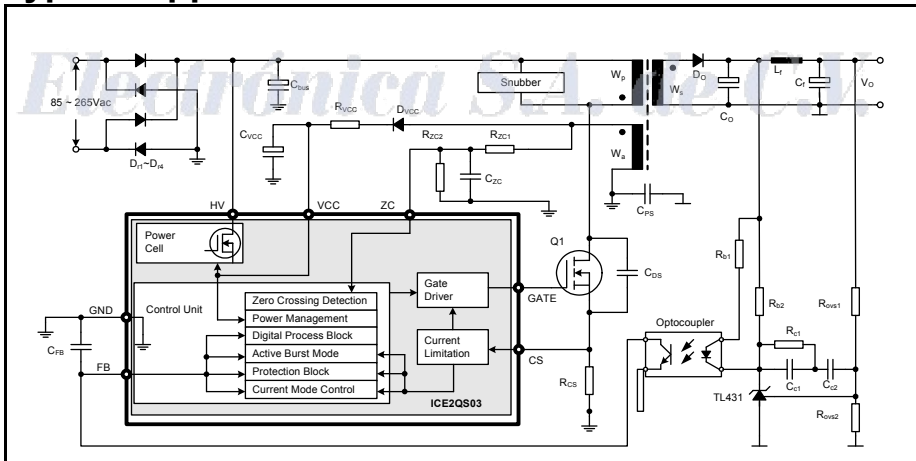 Electrónica S.A. de C.V.
85 ~ 265Vac
Dr1~Dr4
Cbus
Snubber
Wp
Ws
Wa
DO
CO
Lf
Cf
VO
RVCC
DVCC
CVCC
RZC2
RZC1
CZC
CPS
HV
VCC
ZC
Power
Cell
Q1
CDS
GND
Control Unit
Zero Crossing Detection
Power Management
Digital Process Block
Active Burst Mode
Protection Block
Current Mode Control
Gate
Driver
Current
Limitation
GATE
CS
ICE2QS03
CFB
FB
RCS
Optocoupler
Rb1
Rb2
Rovs1
Rc1
Cc1
Cc2
TL431
Rovs2